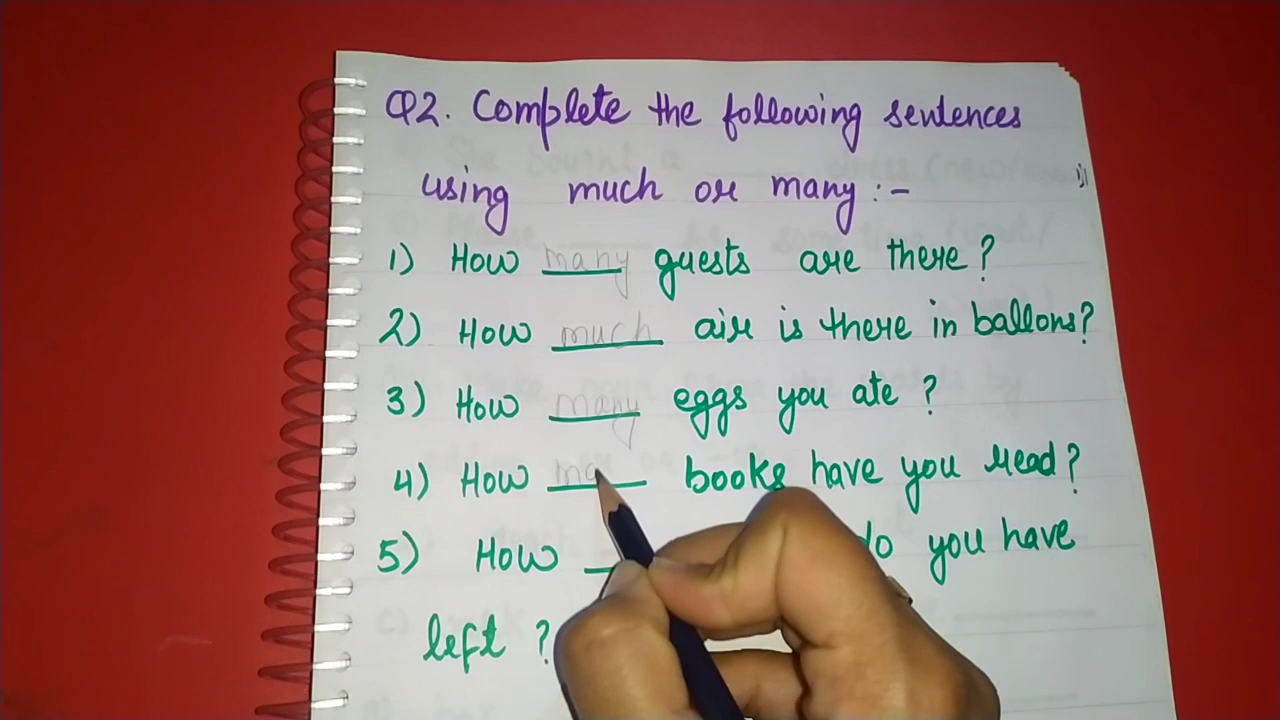 Q2. Complete the following sentences
using much or many :-
1) How many guests are there ?
2) How much air is there in ballons?
3) How many eggs you ate ?
4) How ma books have you read ?
5) How do you have
left ?